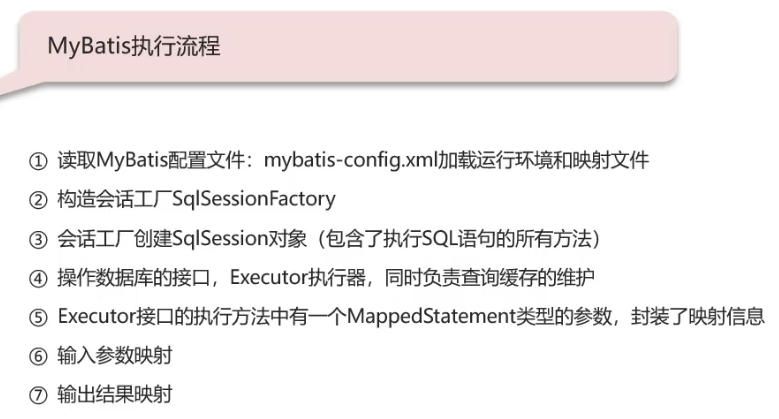 MyBatis执行流程
① 读取MyBatis配置文件：mybatis-config.xml加载运行环境和映射文件
② 构造会话工厂SqlSessionFactory
③ 会话工厂创建SqlSession对象（包含了执行SQL语句的所有方法）
④ 操作数据库的接口，Executor执行器，同时负责查询缓存的维护
⑤ Executor接口的执行方法中有一个MappedStatement类型的参数，封装了映射信息
⑥ 输入参数映射
⑦ 输出结果映射